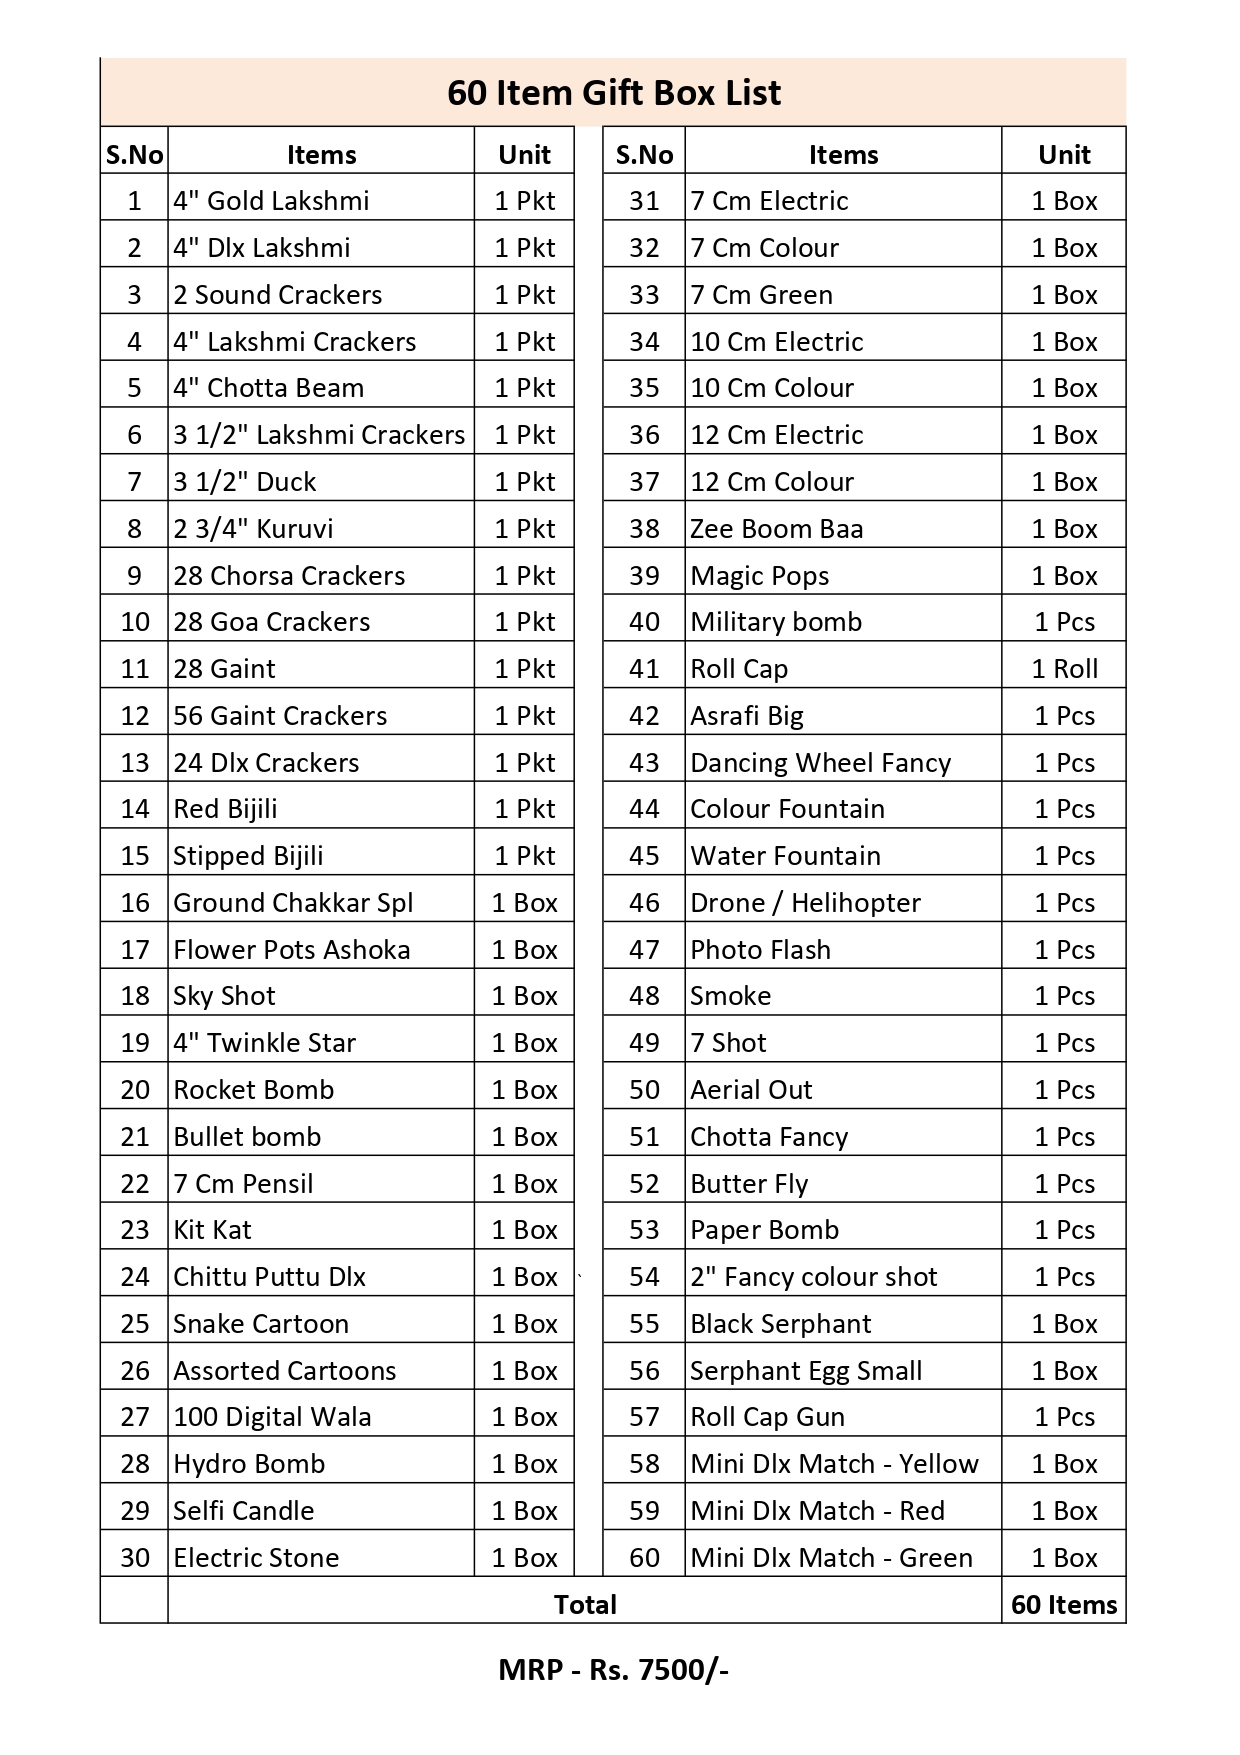 60 Item Gift Box List
S.No Items Unit S.No Items Unit
1 4" Gold Lakshmi 1 Pkt 31 7 Cm Electric 1 Box
2 4" Dlx Lakshmi 1 Pkt 32 7 Cm Colour 1 Box
3 2 Sound Crackers 1 Pkt 33 7 Cm Green 1 Box
4 4" Lakshmi Crackers 1 Pkt 34 10 Cm Electric 1 Box
5 4" Chotta Beam 1 Pkt 35 10 Cm Colour 1 Box
6 3 1/2" Lakshmi Crackers 1 Pkt 36 12 Cm Electric 1 Box
7 3 1/2" Duck 1 Pkt 37 12 Cm Colour 1 Box
8 2 3/4" Kuruvi 1 Pkt 38 Zee Boom Baa 1 Box
9 28 Chorsa Crackers 1 Pkt 39 Magic Pops 1 Box
10 28 Goa Crackers 1 Pkt 40 Military bomb 1 Pcs
11 28 Gaint 1 Pkt 41 Roll Cap 1 Roll
12 56 Gaint Crackers 1 Pkt 42 Asrafi Big 1 Pcs
13 24 Dlx Crackers 1 Pkt 43 Dancing Wheel Fancy 1 Pcs
14 Red Bijili 1 Pkt 44 Colour Fountain 1 Pcs
15 Stipped Bijili 1 Pkt 45 Water Fountain 1 Pcs
16 Ground Chakkar Spl 1 Box 46 Drone / Helihopter 1 Pcs
17 Flower Pots Ashoka 1 Box 47 Photo Flash 1 Pcs
18 Sky Shot 1 Box 48 Smoke 1 Pcs
19 4" Twinkle Star 1 Box 49 7 Shot 1 Pcs
20 Rocket Bomb 1 Box 50 Aerial Out 1 Pcs
21 Bullet bomb 1 Box 51 Chotta Fancy 1 Pcs
22 7 Cm Pensil 1 Box 52 Butter Fly 1 Pcs
23 Kit Kat 1 Box 53 Paper Bomb 1 Pcs
24 Chittu Puttu Dlx 1 Box ` 54 2" Fancy colour shot 1 Pcs
25 Snake Cartoon 1 Box 55 Black Serphant 1 Box
26 Assorted Cartoons 1 Box 56 Serphant Egg Small 1 Box
27 100 Digital Wala 1 Box 57 Roll Cap Gun 1 Pcs
28 Hydro Bomb 1 Box 58 Mini Dlx Match - Yellow 1 Box
29 Selfi Candle 1 Box 59 Mini Dlx Match - Red 1 Box
30 Electric Stone 1 Box 60 Mini Dlx Match - Green 1 Box
Total 60 Items
MRP - Rs. 7500/-